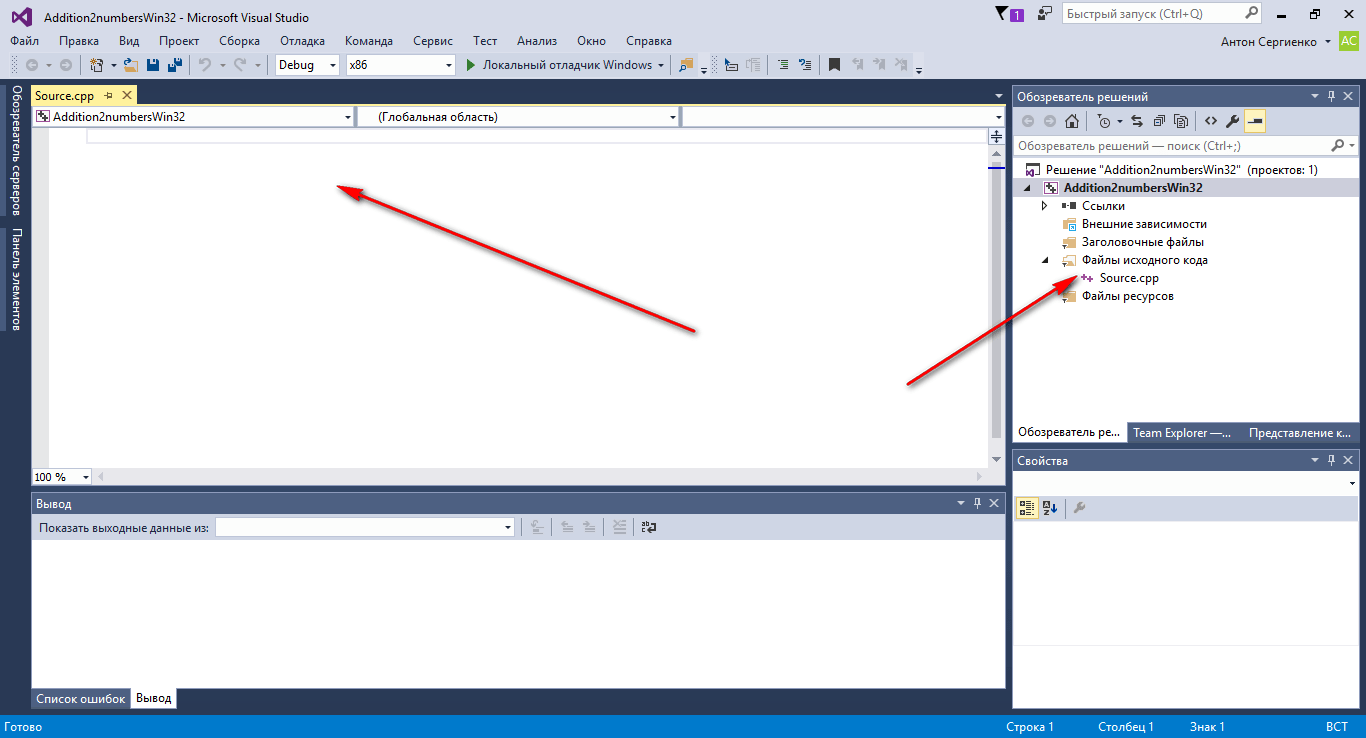 Addition2numbersWin32 - Microsoft Visual Studio
1
Быстрый запуск (Ctrl+Q)
Файл Правка Вид Проект Сборка Отладка Команда Сервис Тест Анализ Окно Справка
Антон Сергиенко
АС
Debug x86 Локальный отладчик Windows
Обозреватель серверов
Панель элементов
Source.cpp
Addition2numbersWin32 (Глобальная область)
100 %
Вывод
Показать выходные данные из:
Список ошибок Вывод
Обозреватель решений
Обозреватель решений — поиск (Ctrl+;)
Решение "Addition2numbersWin32" (проектов: 1)
Addition2numbersWin32
Ссылки
Внешние зависимости
Заголовочные файлы
Файлы исходного кода
Source.cpp
Файлы ресурсов
Обозреватель ре... Team Explorer —... Представление к...
Свойства
Готово Строка 1 Столбец 1 Знак 1 ВСТ